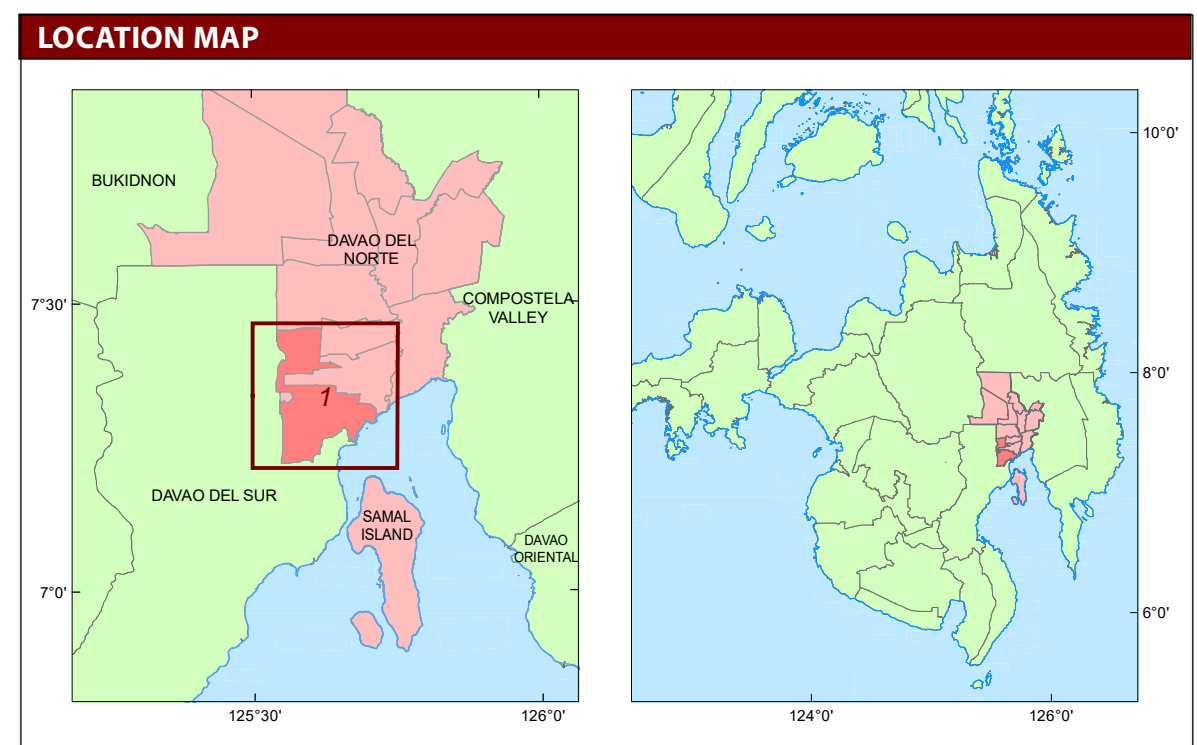 LOCATION MAP
BUKIDNON
DAVAO DEL
NORTE
COMPOSTELA
VALLEY
7°30'
1
DAVAO DEL SUR
SAMAL
ISLAND
DAVAO
ORIENTAL
7°0'
125°30'
126°0'
10°0'
8°0'
6°0'
124°0'
126°0'